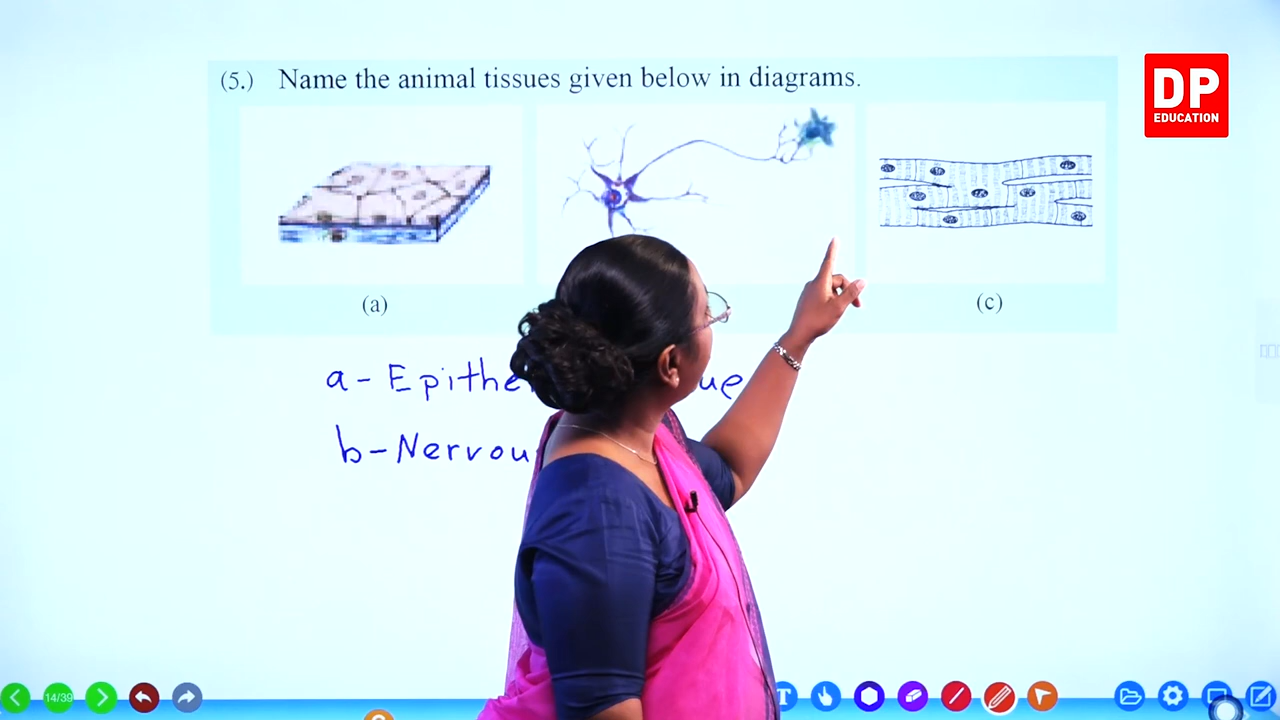 (5.) Name the animal tissues given below in diagrams.
DP
EDUCATION
(a)
(c)
a - Epithe ue
b - Nervou
14/39
T